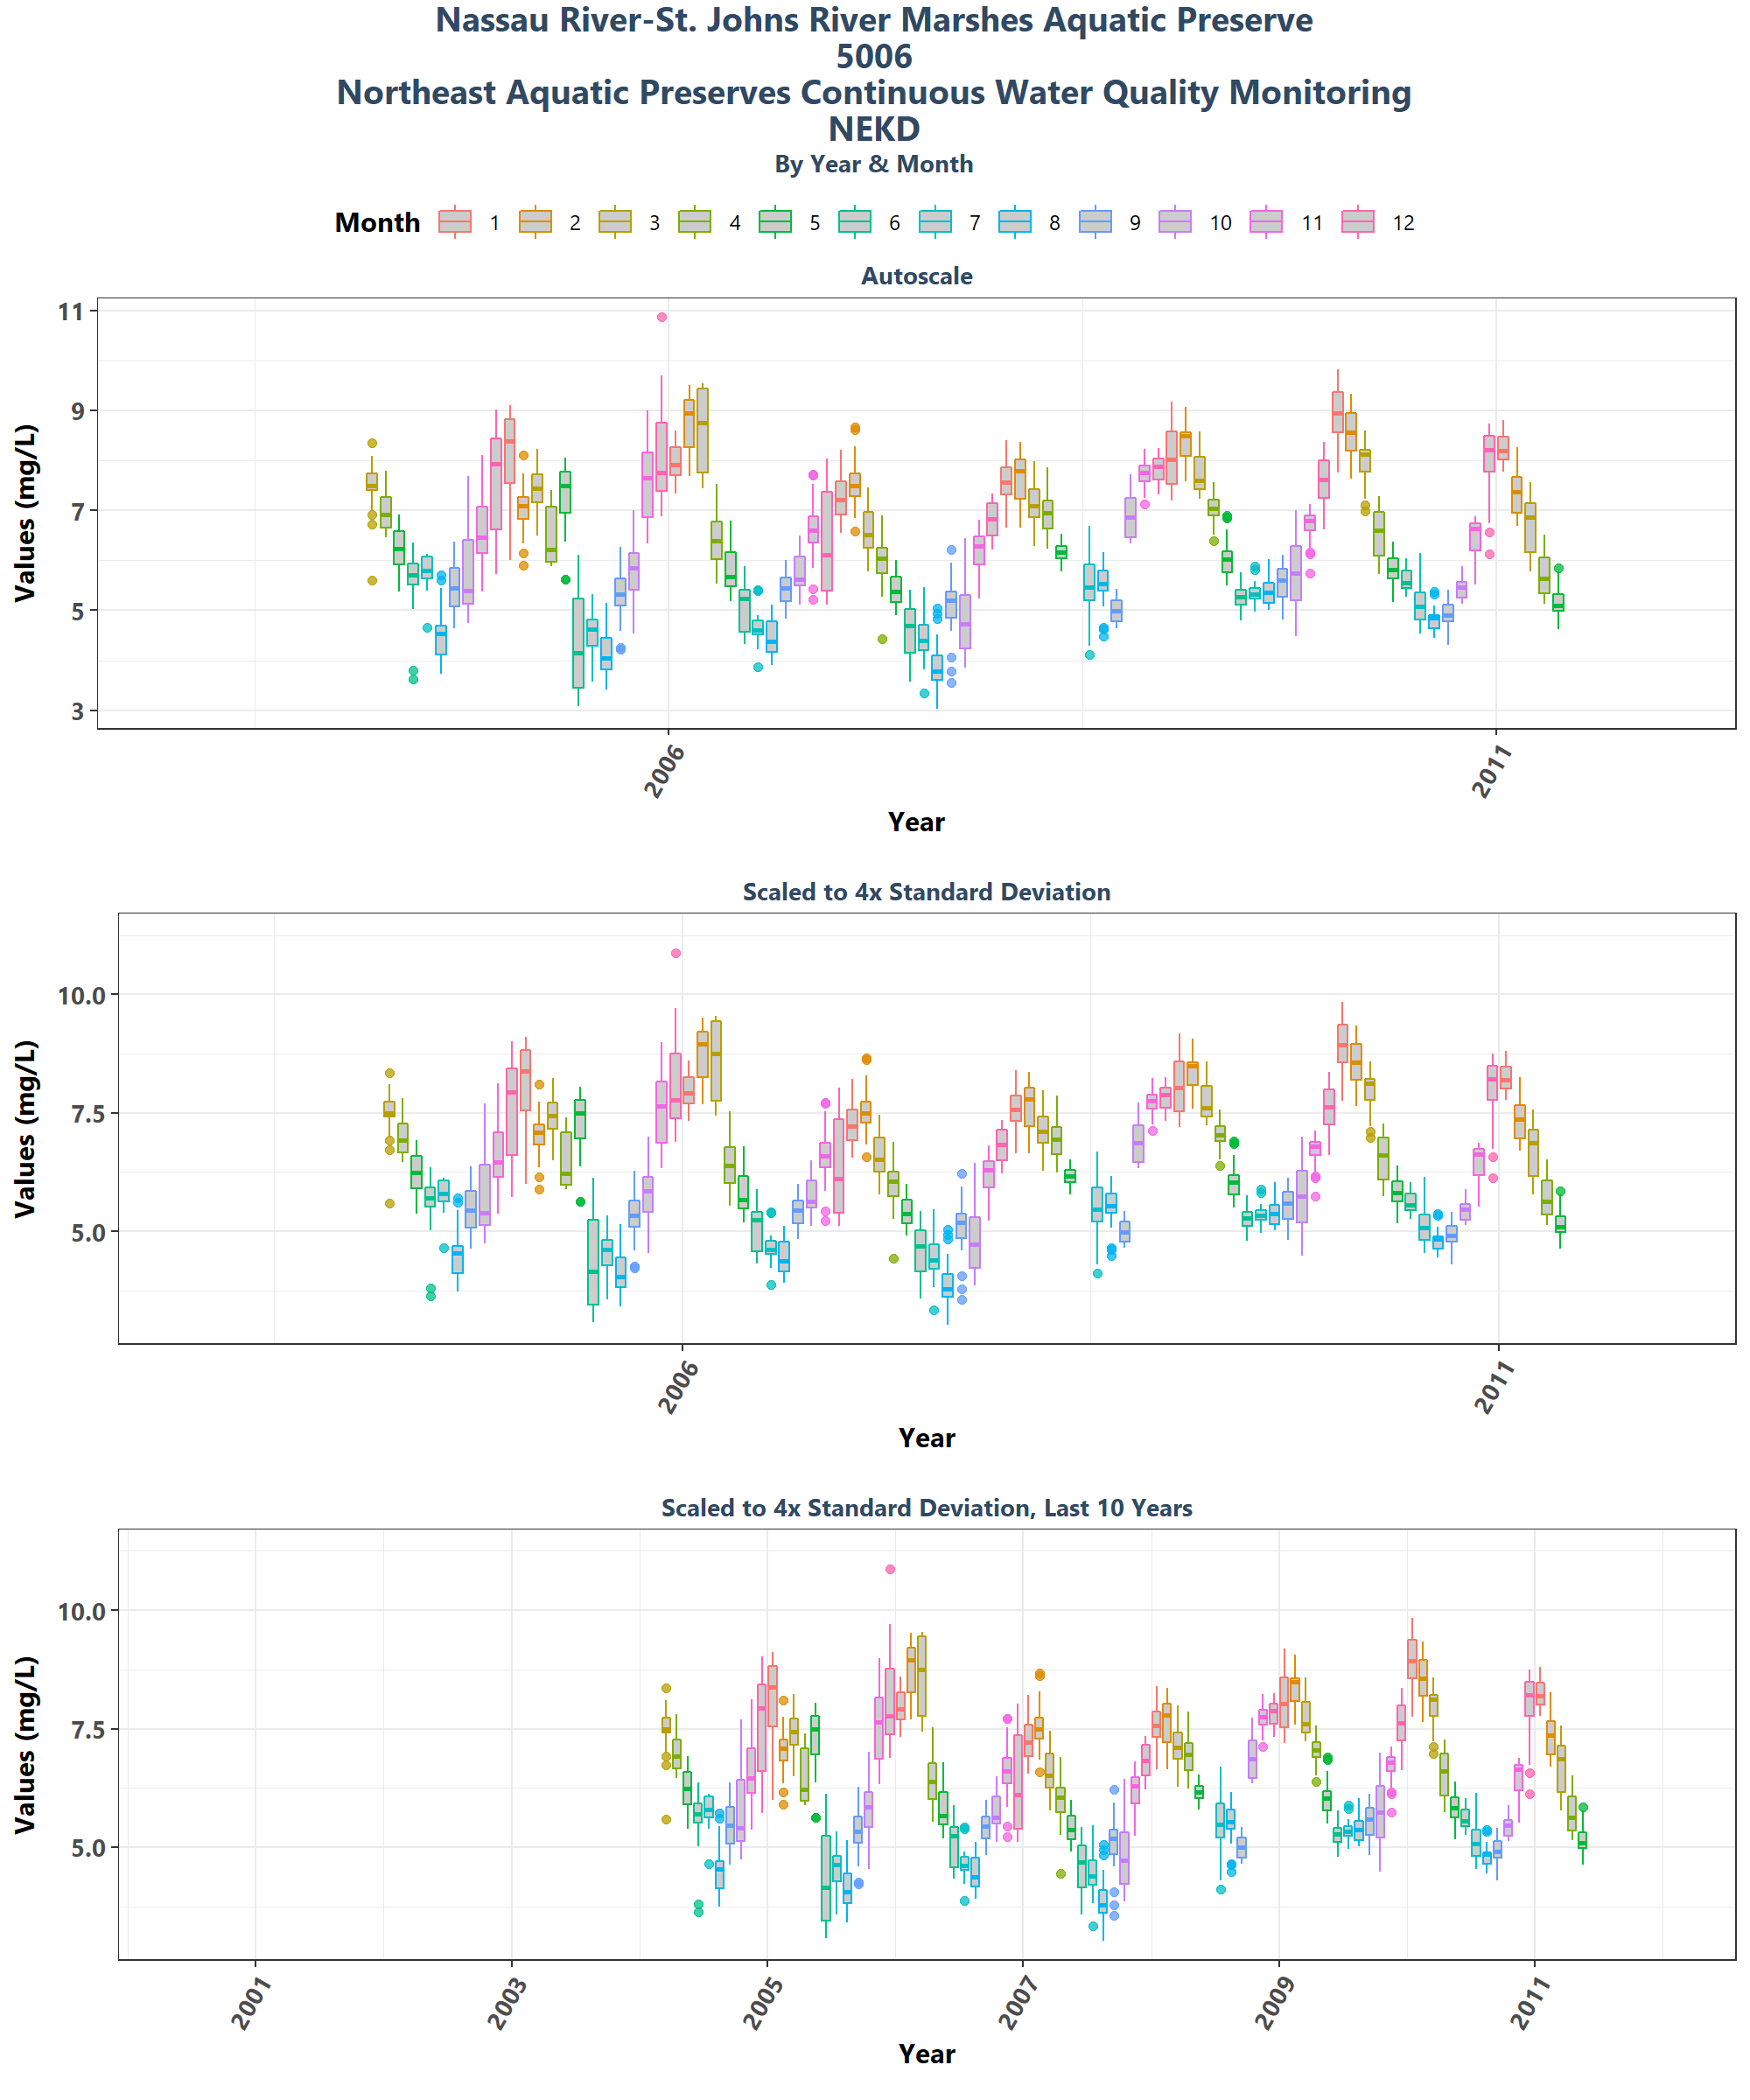 Nassau River-St. Johns River Marshes Aquatic Preserve
5006
Northeast Aquatic Preserves Continuous Water Quality Monitoring
NEKD
By Year & Month
Month 1 2 3 4 5 6 7 8 9 10 11 12
Autoscale
Values (mg/L)
11
9
7
5
3
2006 2011
Year
Scaled to 4x Standard Deviation
Values (mg/L)
10.0
7.5
5.0
2006 2011
Year
Scaled to 4x Standard Deviation, Last 10 Years
Values (mg/L)
10.0
7.5
5.0
2001 2003 2005 2007 2009 2011
Year